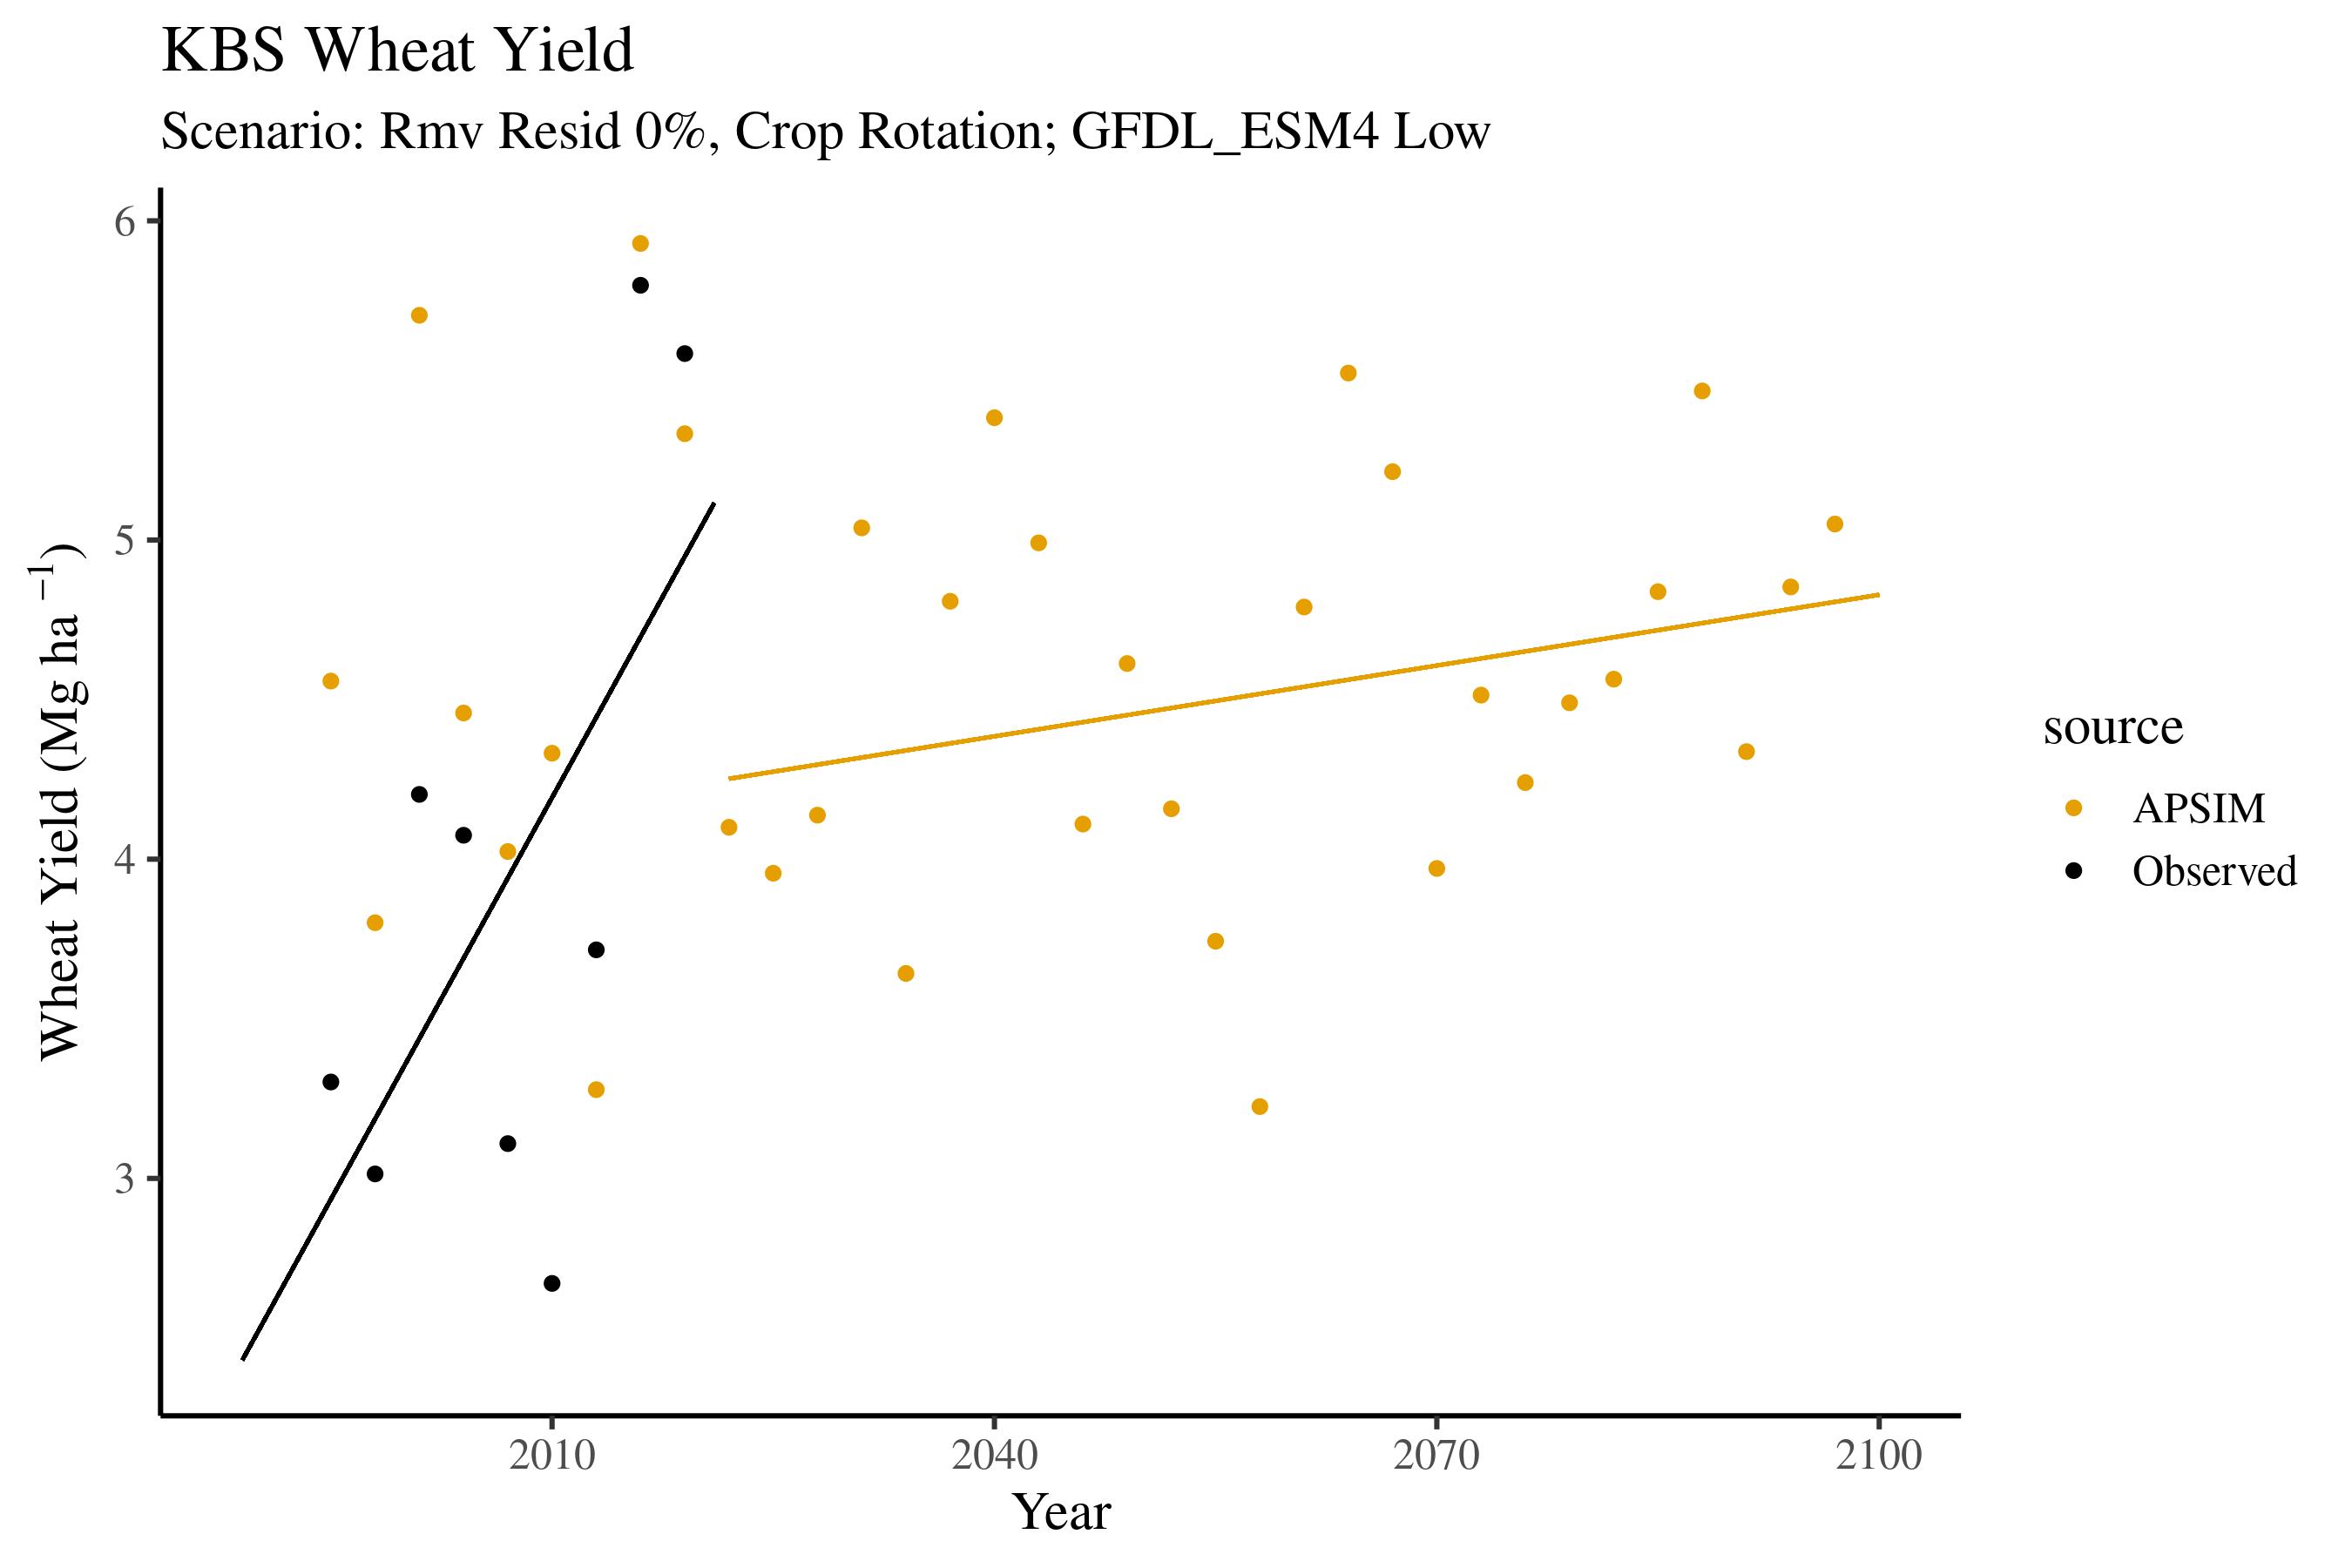 KBS Wheat Yield
Scenario: Rmv Resid 0%, Crop Rotation; GFDL_ESM4 Low
Wheat Yield (Mg ha −1)
6
5
4
3
2010
2040
2070
2100
Year
source
APSIM
Observed